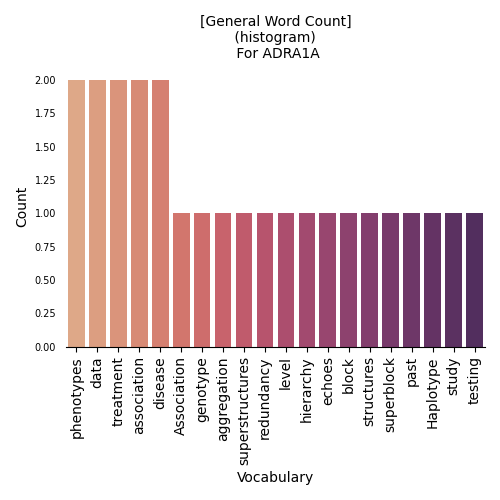 [General Word Count]
(histogram)
For ADRA1A
Count
2.00
1.75
1.50
1.25
1.00
0.75
0.50
0.25
0.00
phenotypes
data
treatment
association
disease
Association
genotype
aggregation
superstructures
redundancy
level
hierarchy
echoes
block
structures
superblock
past
Haplotype
study
testing
Vocabulary